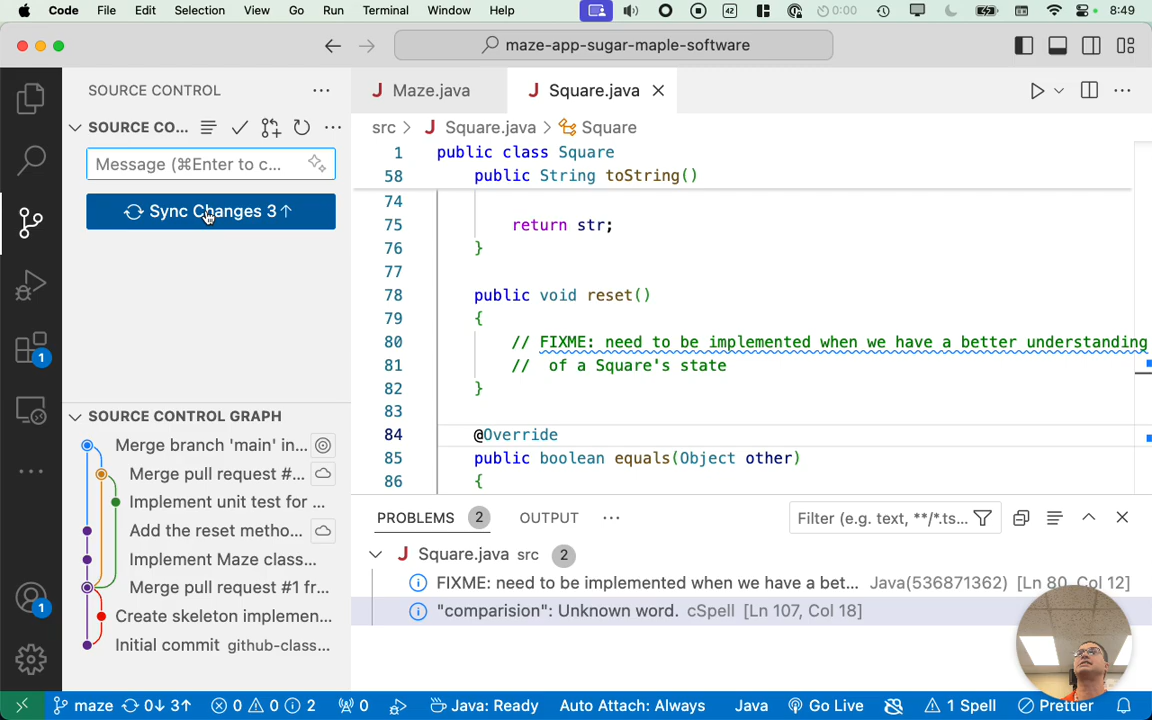 Code File Edit Selection View Go Run Terminal Window Help 42 0:00 8:49
maze-app-sugar-maple-software
SOURCE CONTROL ...
Maze.java
Square.java
SOURCE CO... ...
src > Square.java > Square
Message (⌘Enter to c...
Sync Changes 3↑
1 public class Square
58 public String toString()
74
75 return str;
76 }
77
78 public void reset()
79 {
80 // FIXME: need to be implemented when we have a better understanding
81 // of a Square's state
82 }
83
84 @Override
85 public boolean equals(Object other)
86 {
SOURCE CONTROL GRAPH
Merge branch 'main' in...
Merge pull request #...
Implement unit test for ...
Add the reset metho...
Implement Maze class...
Merge pull request #1 fr...
Create skeleton implemen...
Initial commit github-class...
1
1
PROBLEMS 2 OUTPUT ... Filter (e.g. text, **/*.ts...
Square.java src 2
FIXME: need to be implemented when we have a bet... Java(536871362) [Ln 80, Col 12]
"comparision": Unknown word. cSpell [Ln 107, Col 18]
maze 0↓ 3↑ 0 0 2 0 Java: Ready Auto Attach: Always Java Go Live 1 Spell Prettier